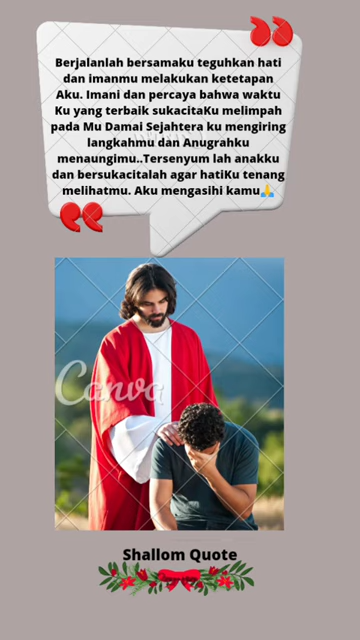 Berjalanlah bersamaku teguhkan hati
dan imanmu melakukan ketetapan
Aku. Imani dan percaya bahwa waktu
Ku yang terbaik sukacitaKu melimpah
pada Mu Damai Sejahtera ku mengiring
langkahmu dan Anugrahku
menaungimu..Tersenyum lah anakku
dan bersukacitalah agar hatiKu tenang
melihatmu. Aku mengasihi kamu🙏
Canva
Shallom Quote